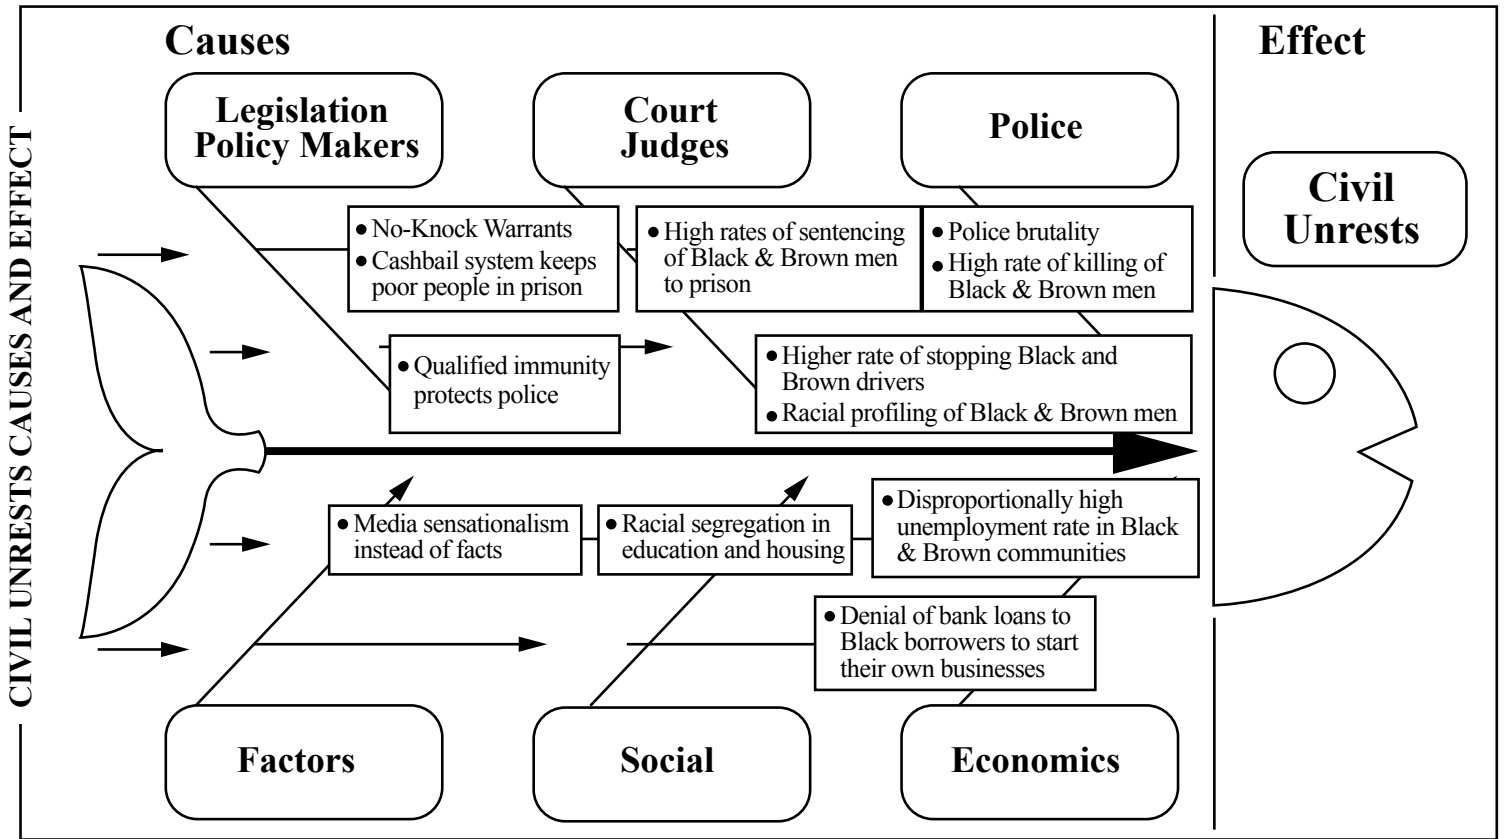 CIVIL UNRESTS CAUSES AND EFFECT
Causes
Effect
Legislation
Policy Makers
Court
Judges
Police
Civil
Unrests
• No-Knock Warrants
• Cashbail system keeps
poor people in prison
• High rates of sentencing
of Black & Brown men
to prison
• Police brutality
• High rate of killing of
Black & Brown men
• Qualified immunity
protects police
• Higher rate of stopping Black and
Brown drivers
• Racial profiling of Black & Brown men
• Media sensationalism
instead of facts
• Racial segregation in
education and housing
• Disproportionally high
unemployment rate in Black
& Brown communities
• Denial of bank loans to
Black borrowers to start
their own businesses
Factors
Social
Economics